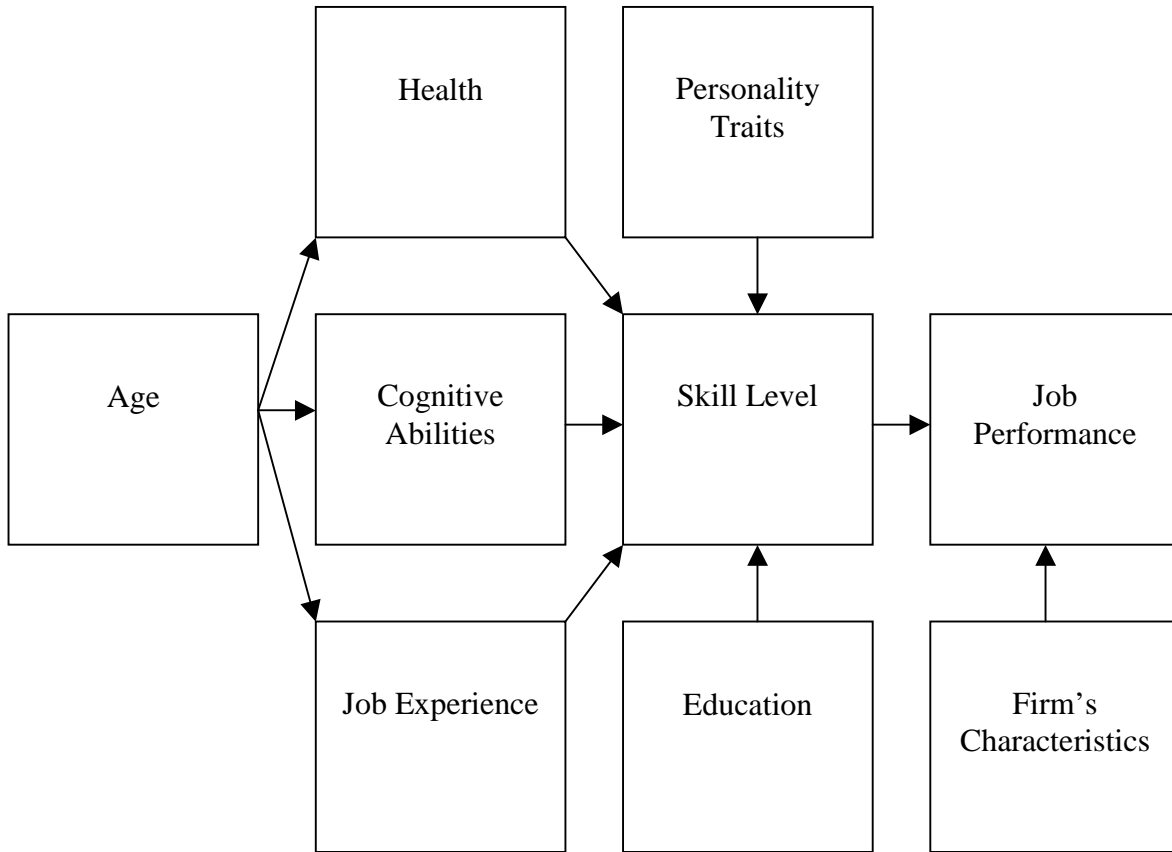 Health
Personality
Traits
Age
Cognitive
Abilities
Skill Level
Job
Performance
Job Experience
Education
Firm’s
Characteristics